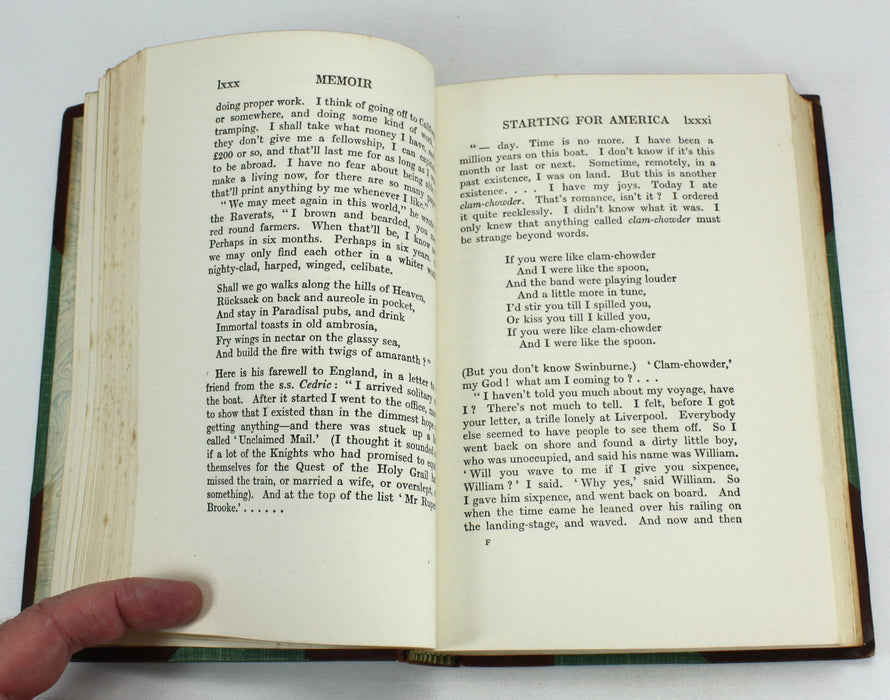 lxxx MEMOIR
doing proper work. I think of going off to
or somewhere, and doing some kind of work,
tramping. I shall take what money I have, and
they don't give me a fellowship, I can
£200 or so, and that'll last me for as long as I
to be abroad. I have no fear about being able
make a living now, for there are so many
that'll print anything by me whenever I like."
"We may meet again in this world," he
the Raverats, "I brown and bearded, you
red round farmers. When that'll be, I know
Perhaps in six months. Perhaps in six years.
we may only find each other in a whiter
nighty-clad, harped, winged, celibate.
Shall we go walks along the hills of Heaven,
Rücksack on back and aureole in pocket,
And stay in Paradisal pubs, and drink
Immortal toasts in old ambrosia,
Fry wings in nectar on the glassy sea,
And build the fire with twigs of amaranth?"
Here is his farewell to England, in a letter to
friend from the s.s. Cedric: "I arrived solitary
the boat. After it started I went to the office,
to show that I existed than in the dimmest hope
getting anything—and there was stuck up a
called 'Unclaimed Mail.' (I thought it sounded
if a lot of the Knights who had promised to
themselves for the Quest of the Holy Grail
missed the train, or married a wife, or overslept,
something). And at the top of the list 'Mr
Brooke.' . . . . . .
STARTING FOR AMERICA lxxxi
"— day. Time is no more. I have been a
million years on this boat. I don't know if it's this
month or last or next. Sometime, remotely, in a
past existence, I was on land. But this is another
existence. . . . I have my joys. Today I ate
clam-chowder. That's romance, isn't it? I ordered
it quite recklessly. I didn't know what it was. I
only knew that anything called clam-chowder must
be strange beyond words.
If you were like clam-chowder
And I were like the spoon,
And the band were playing louder
And a little more in tune,
I'd stir you till I spilled you,
Or kiss you till I killed you,
If you were like clam-chowder
And I were like the spoon.
(But you don't know Swinburne.) 'Clam-chowder,'
my God! what am I coming to? . . .
"I haven't told you much about my voyage, have
I? There's not much to tell. I felt, before I got
your letter, a trifle lonely at Liverpool. Everybody
else seemed to have people to see them off. So I
went back on shore and found a dirty little boy,
who was unoccupied, and said his name was William.
'Will you wave to me if I give you sixpence,
William?' I said. 'Why yes,' said William. So
I gave him sixpence, and went back on board. And
when the time came he leaned over his railing on
the landing-stage, and waved. And now and then
F